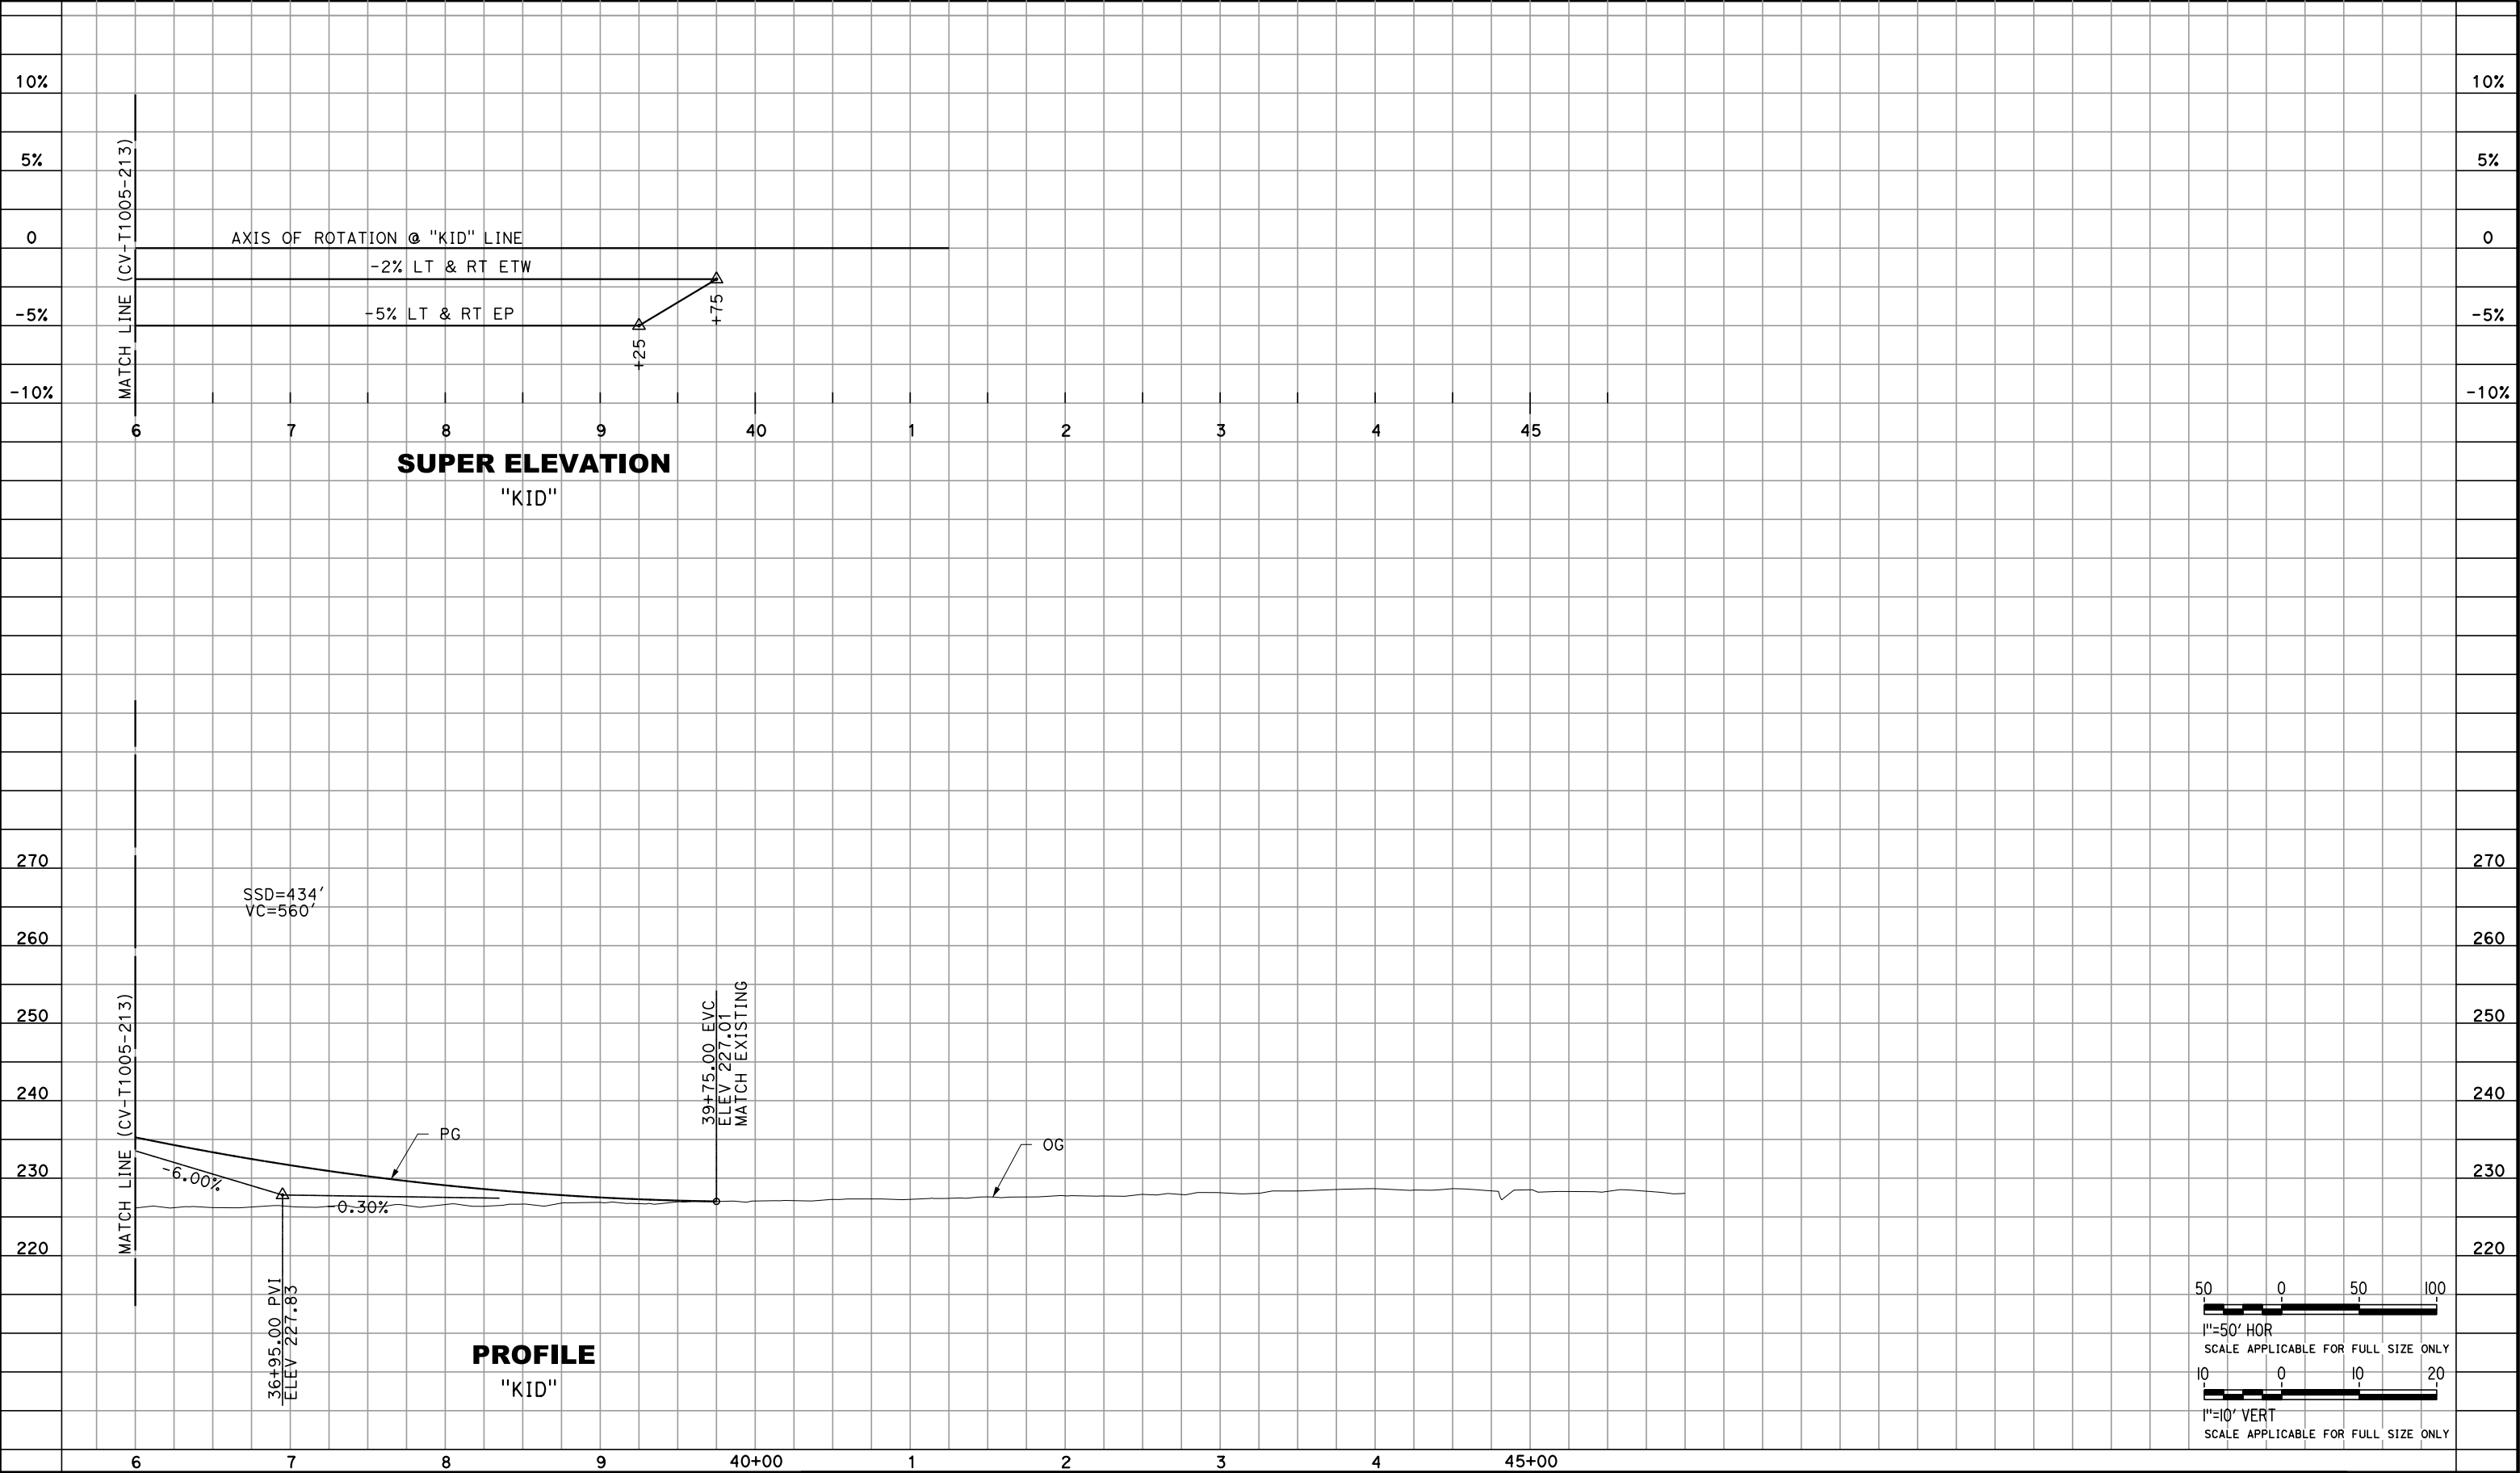 10% 10%
5% 5%
0 0
-5% -5%
-10% -10%
MATCH LINE (CV-T1005-213)
AXIS OF ROTATION @ "KID" LINE
-2% LT & RT ETW
-5% LT & RT EP
+75
+25
6 7 8 9 40 1 2 3 4 45
SUPER ELEVATION
"KID"
270 270
260 260
250 250
240 240
230 230
220 220
SSD=434'
VC=560'
MATCH LINE (CV-T1005-213)
39+75.00 EVC
ELEV 227.01
MATCH EXISTING
PG
OG
-6.00%
-0.30%
36+95.00 PVI
ELEV 227.83
PROFILE
"KID"
50 0 50 100
1"=50' HOR
SCALE APPLICABLE FOR FULL SIZE ONLY
10 0 10 20
1"=10' VERT
SCALE APPLICABLE FOR FULL SIZE ONLY
6 7 8 9 40+00 1 2 3 4 45+00